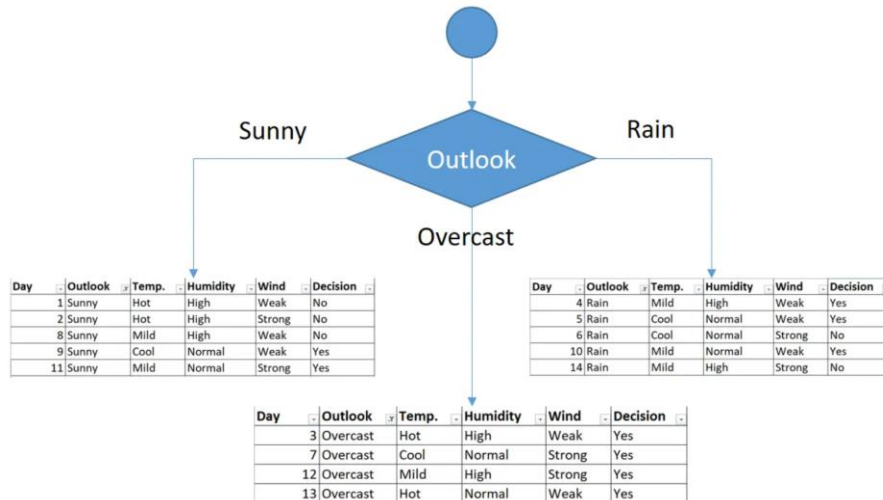 Sunny
Rain
Outlook
Overcast
Day Outlook Temp. Humidity Wind Decision
1 Sunny Hot High Weak No
2 Sunny Hot High Strong No
8 Sunny Mild High Weak No
9 Sunny Cool Normal Weak Yes
11 Sunny Mild Normal Strong Yes
Day Outlook Temp. Humidity Wind Decision
4 Rain Mild High Weak Yes
5 Rain Cool Normal Weak Yes
6 Rain Cool Normal Strong No
10 Rain Mild Normal Weak Yes
14 Rain Mild High Strong No
Day Outlook Temp. Humidity Wind Decision
3 Overcast Hot High Weak Yes
7 Overcast Cool Normal Strong Yes
12 Overcast Mild High Strong Yes
13 Overcast Hot Normal Weak Yes